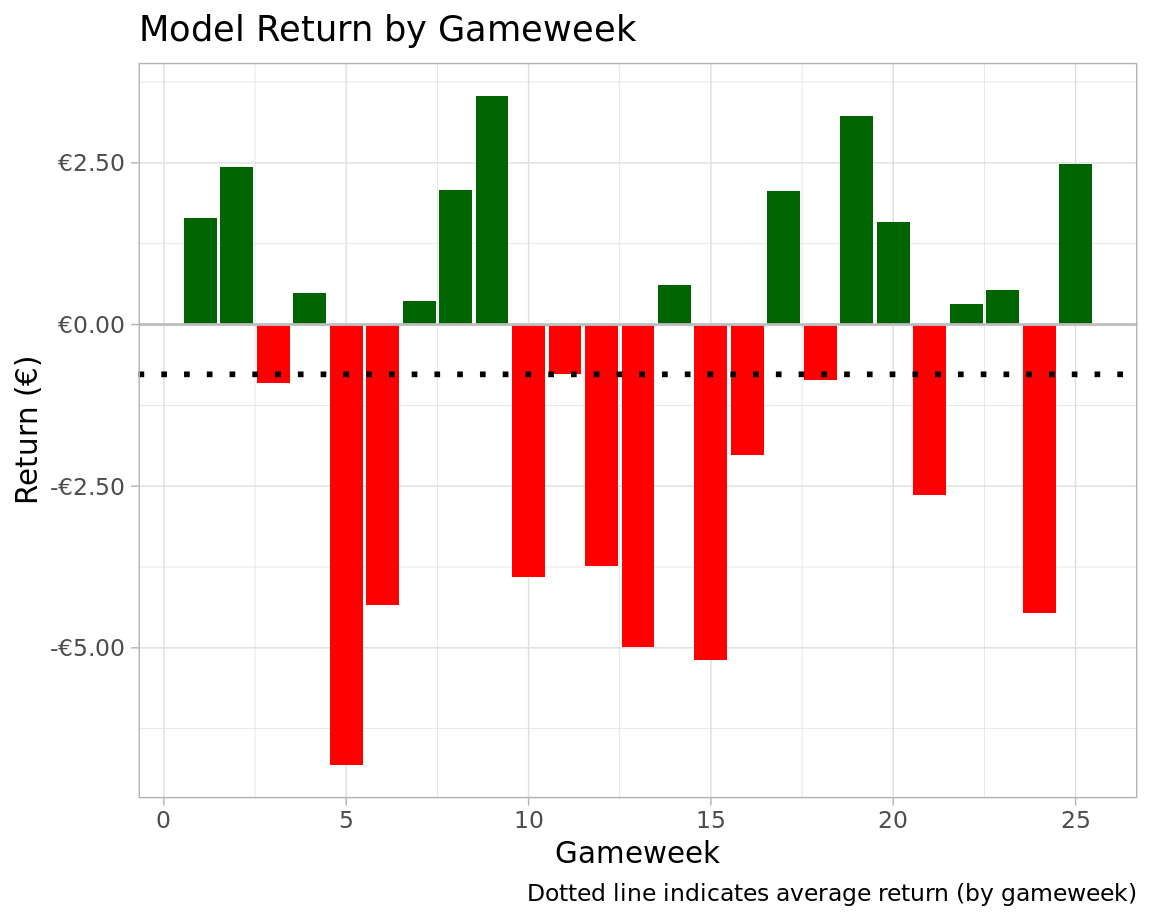 Model Return by Gameweek
€2.50
€0.00
-€2.50
-€5.00
Return (€)
0 5 10 15 20 25
Gameweek
Dotted line indicates average return (by gameweek)